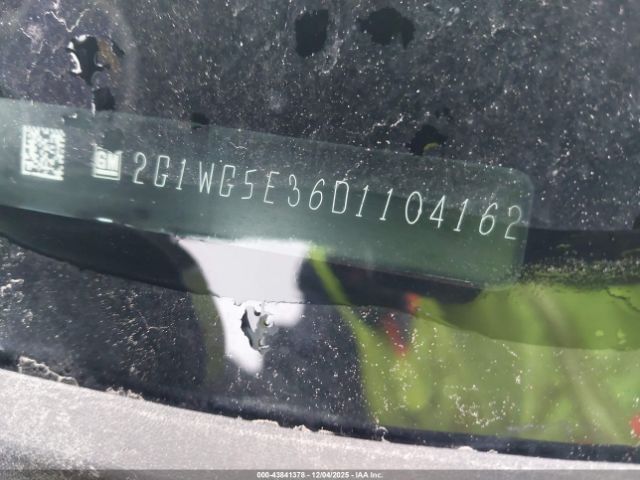 GM 2G1WG5E36D1104162
000-43841378 | 12/04/2025 | IAA Inc.